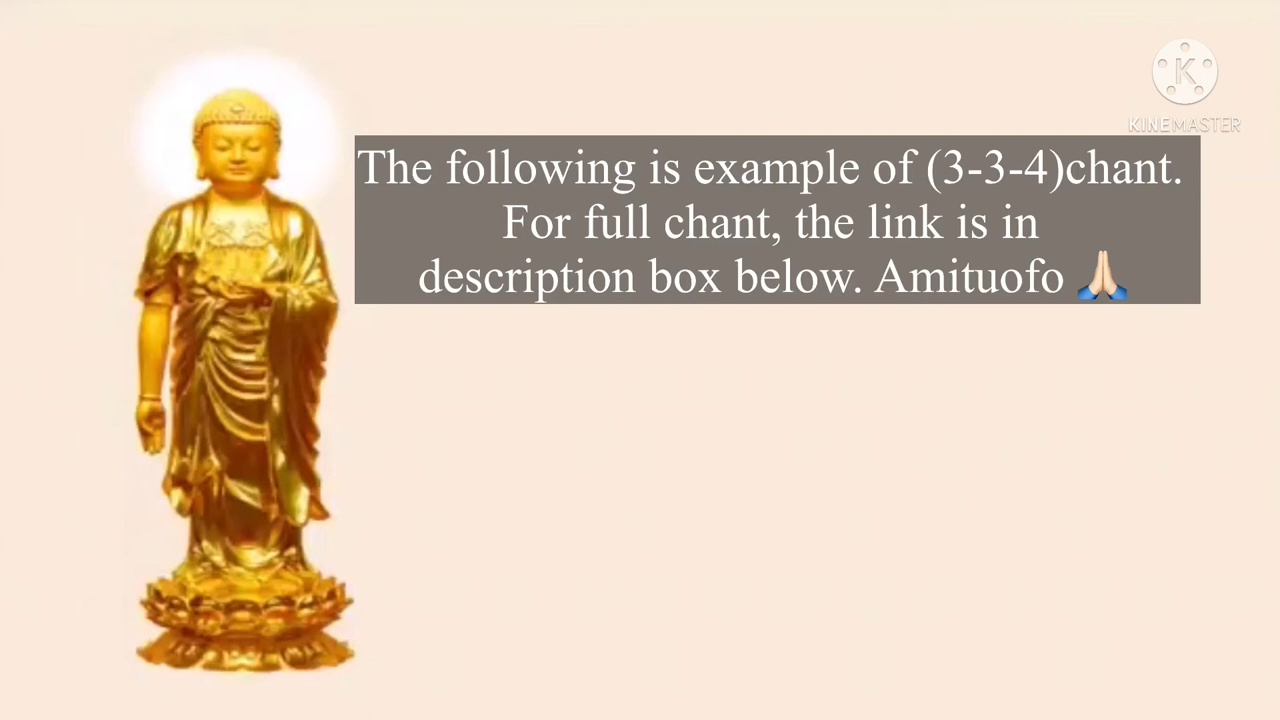 K
KINEMASTER
The following is example of (3-3-4)chant.
For full chant, the link is in
description box below. Amituofo 🙏🏻